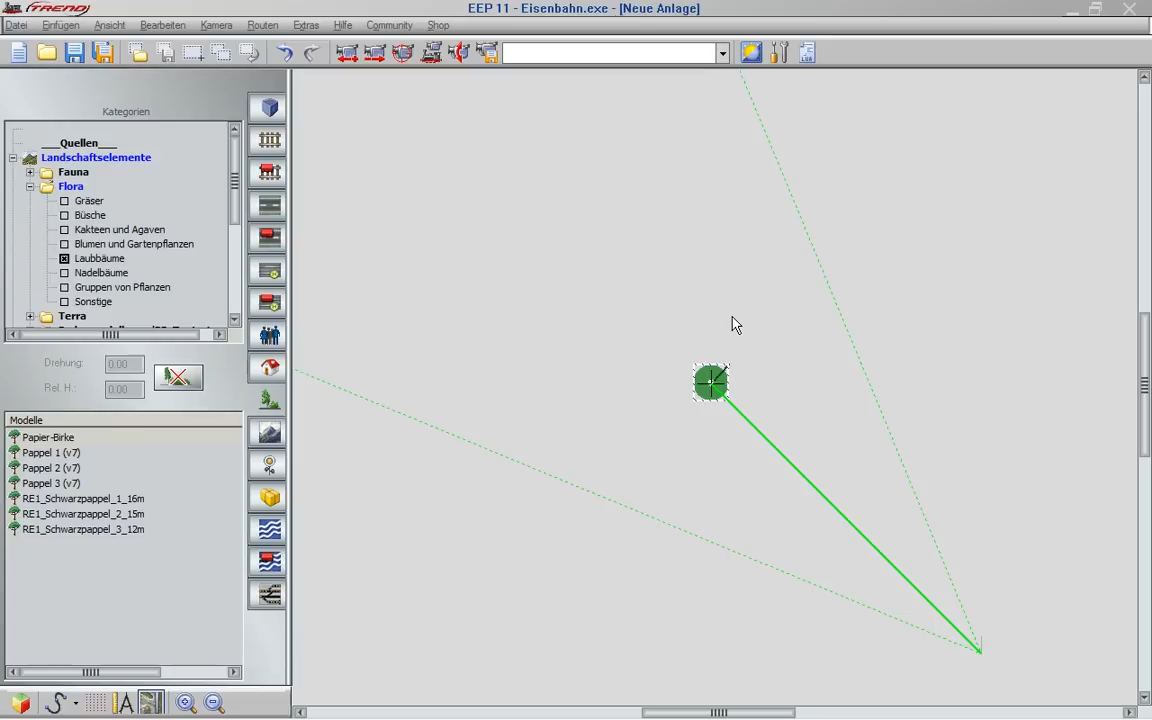 TREND
EEP 11 - Eisenbahn.exe - [Neue Anlage]
Datei Einfügen Ansicht Bearbeiten Kamera Routen Extras Hilfe Community Shop
LUA
Kategorien
___Quellen___
Landschaftselemente
Fauna
Flora
Gräser
Büsche
Kakteen und Agaven
Blumen und Gartenpflanzen
Laubbäume
Nadelbäume
Gruppen von Pflanzen
Sonstige
Terra
Drehung: 0.00
Rel. H.: 0.00
Modelle
Papier-Birke
Pappel 1 (v7)
Pappel 2 (v7)
Pappel 3 (v7)
RE1_Schwarzpappel_1_16m
RE1_Schwarzpappel_2_15m
RE1_Schwarzpappel_3_12m